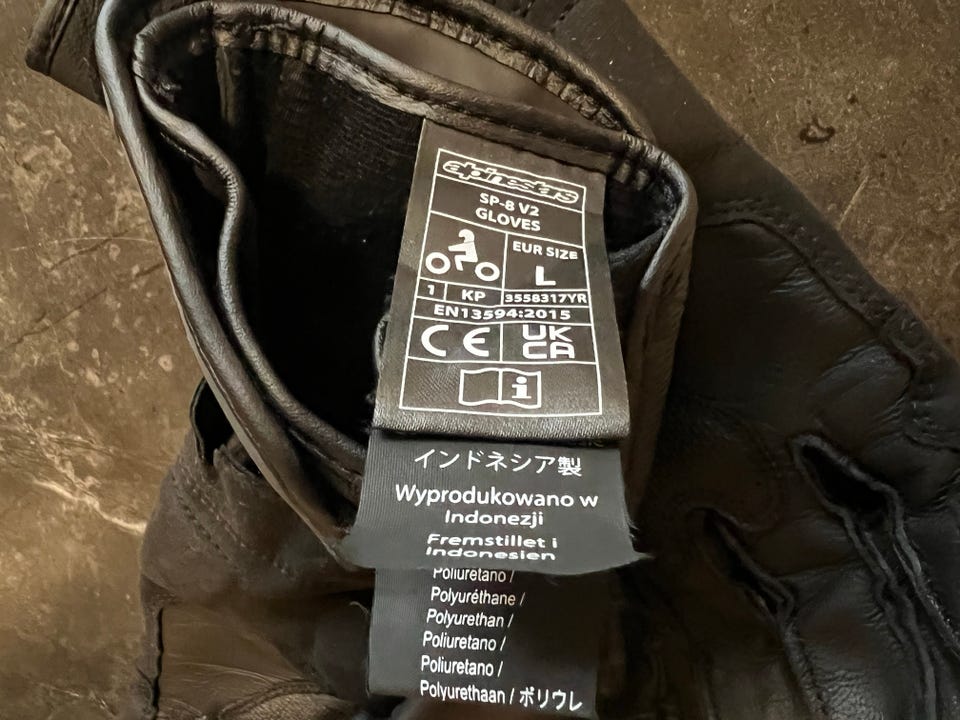 alpinestars
SP-8 V2
GLOVES
EUR SIZE
L
1 KP 3558317YR
EN13594:2015
CE UK
CA
i
インドネシア製
Wyprodukowano w
Indonezji
Fremstillet i
Indonesien
Poliuretano /
Polyuréthane /
Polyurethan /
Poliuretano /
Poliuretano /
Polyurethaan / ポリウレ